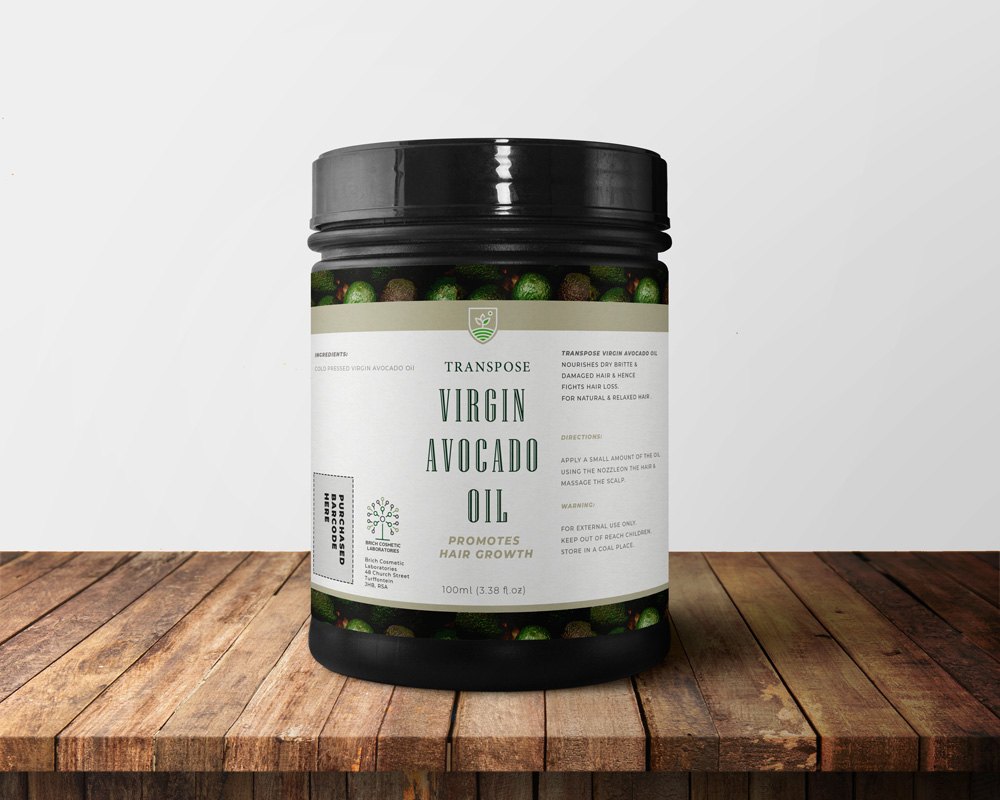 INGREDIENTS:
COLD PRESSED VIRGIN AVOCADO Oil
PURCHASED
BARCODE
HERE
BRICH COSMETIC
LABORATORIES
Brich Cosmetic
Laboratories
48 Church Street
Turffontein
JHB, RSA
TRANSPOSE
VIRGIN
AVOCADO
OIL
PROMOTES
HAIR GROWTH
100ml (3.38 fl.oz)
TRANSPOSE VIRGIN AVOCADO OIL
NOURISHES DRY BRITTE &
DAMAGED HAIR & HENCE
FIGHTS HAIR LOSS.
FOR NATURAL & RELAXED HAIR.
DIRECTIONS:
APPLY A SMALL AMOUNT OF THE OIL
USING THE NOZZLEON THE HAIR &
MASSAGE THE SCALP.
WARNING:
FOR EXTERNAL USE ONLY.
KEEP OUT OF REACH CHILDREN.
STORE IN A COAL PLACE.